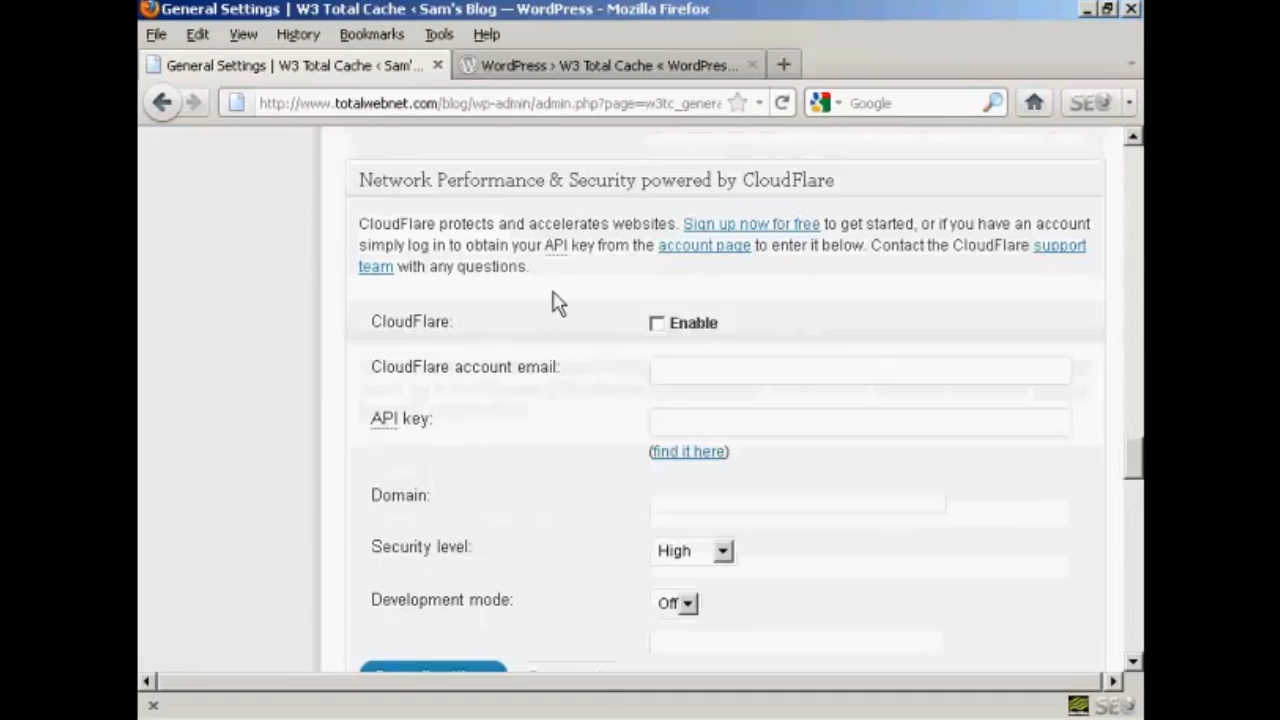 General Settings | W3 Total Cache ‹ Sam's Blog — WordPress - Mozilla Firefox
File Edit View History Bookmarks Tools Help
General Settings | W3 Total Cache ‹ Sam'... WordPress › W3 Total Cache « WordPres...
http://www.totalwebnet.com/blog/wp-admin/admin.php?page=w3tc_genera Google SEO
Network Performance & Security powered by CloudFlare
CloudFlare protects and accelerates websites. Sign up now for free to get started, or if you have an account
simply log in to obtain your API key from the account page to enter it below. Contact the CloudFlare support
team with any questions.
CloudFlare: Enable
CloudFlare account email:
API key:
(find it here)
Domain:
Security level: High
Development mode: Off
SEO